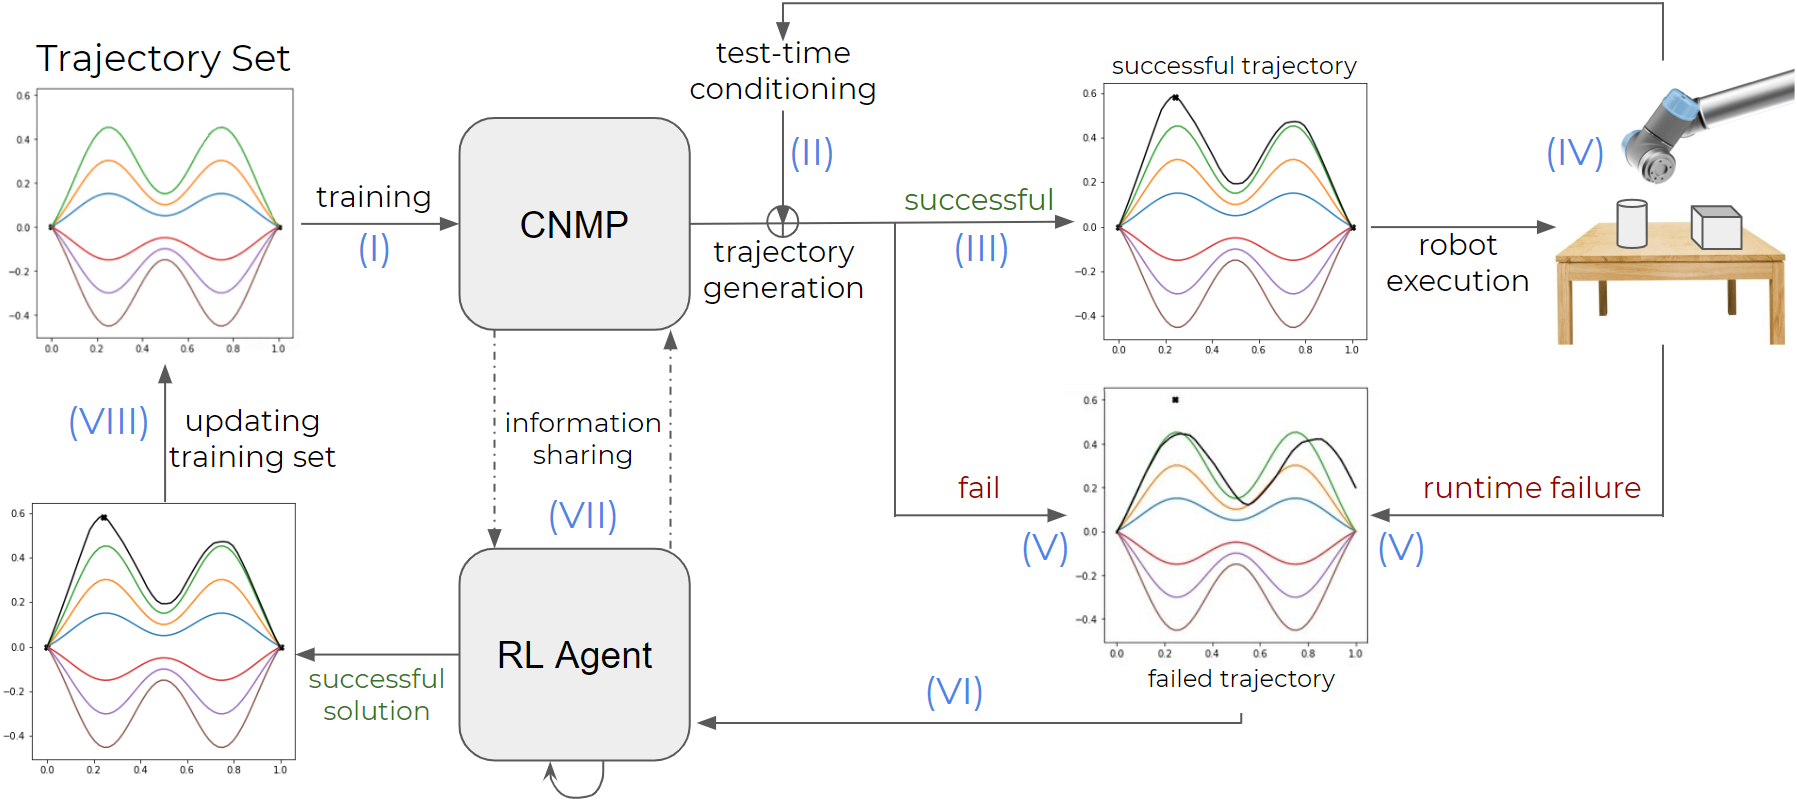 Trajectory Set
0.6
0.4
0.2
0.0
−0.2
−0.4
0.0 0.2 0.4 0.6 0.8 1.0
training
(I)
CNMP
test-time
conditioning
(II)
trajectory
generation
successful
(III)
successful trajectory
0.6
0.4
0.2
0.0
−0.2
−0.4
0.0 0.2 0.4 0.6 0.8 1.0
robot
execution
(IV)
fail
(V)
0.6
0.4
0.2
0.0
−0.2
−0.4
0.0 0.2 0.4 0.6 0.8 1.0
failed trajectory
runtime failure
(V)
(VI)
information
sharing
(VII)
RL Agent
successful
solution
0.6
0.4
0.2
0.0
−0.2
−0.4
0.0 0.2 0.4 0.6 0.8 1.0
(VIII)
updating
training set